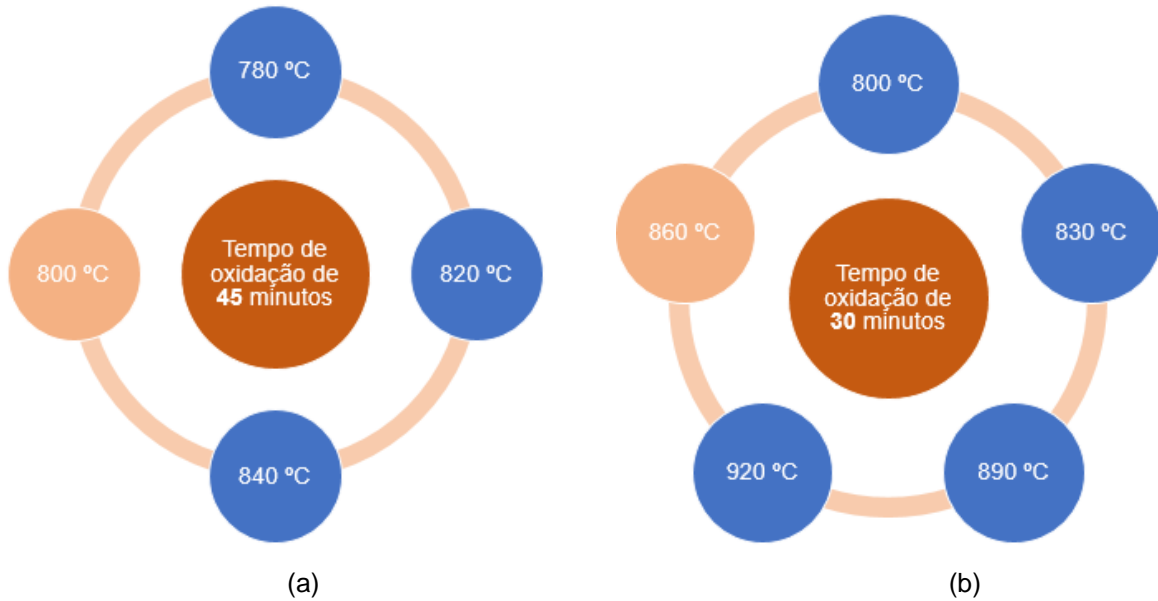 780 ºC
800 ºC
Tempo de
oxidação de
45 minutos
820 ºC
840 ºC
(a)
800 ºC
860 ºC
830 ºC
Tempo de
oxidação de
30 minutos
920 ºC
890 ºC
(b)